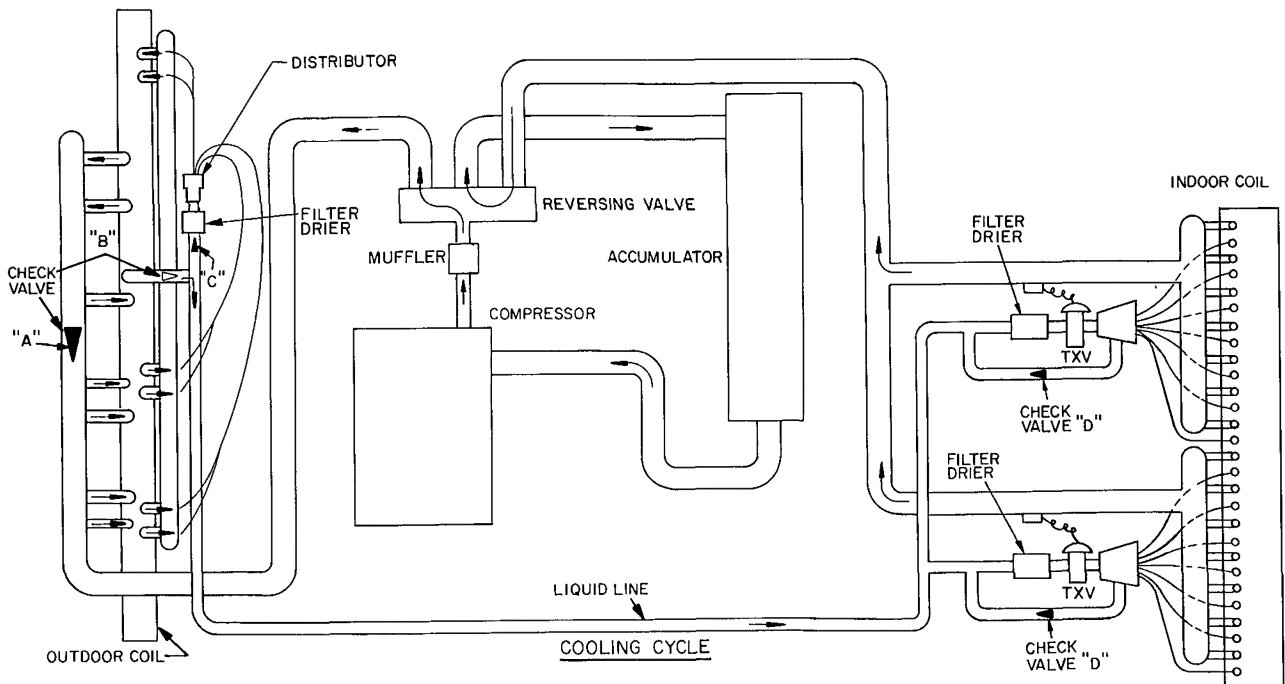 DISTRIBUTOR
FILTER
DRIER
"B"
CHECK
VALVE
"A"
"C"
OUTDOOR COIL
REVERSING VALVE
MUFFLER
COMPRESSOR
ACCUMULATOR
LIQUID LINE
COOLING CYCLE
INDOOR COIL
FILTER
DRIER
TXV
CHECK
VALVE "D"
FILTER
DRIER
TXV
CHECK
VALVE "D"